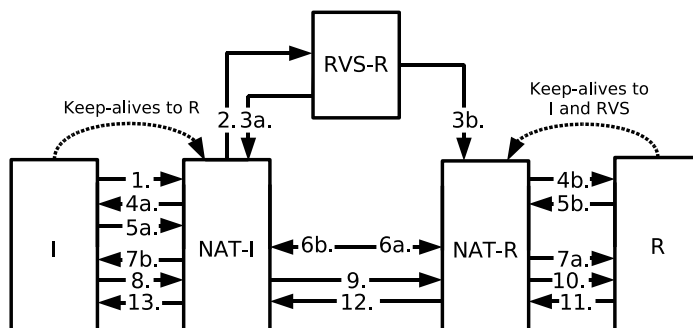 RVS-R
Keep-alives to R
Keep-alives to
I and RVS
2. 3a.
3b.
1.
4b.
4a.
5b.
5a.
I
NAT-I
6b.
6a.
NAT-R
R
7b.
7a.
8.
9.
10.
13.
12.
11.